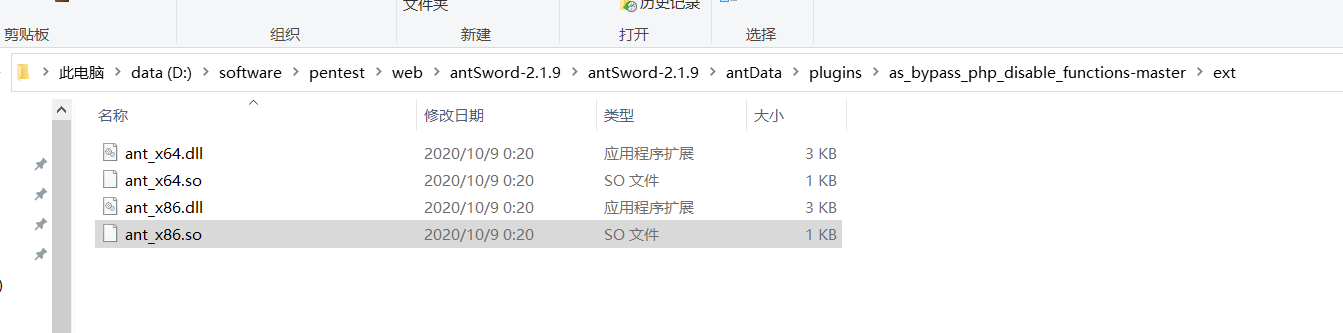 文件夹
历史记录
剪贴板 组织 新建 打开 选择
此电脑 data (D:) software pentest web antSword-2.1.9 antSword-2.1.9 antData plugins as_bypass_php_disable_functions-master ext
名称 修改日期 类型 大小
ant_x64.dll 2020/10/9 0:20 应用程序扩展 3 KB
ant_x64.so 2020/10/9 0:20 SO 文件 1 KB
ant_x86.dll 2020/10/9 0:20 应用程序扩展 3 KB
ant_x86.so 2020/10/9 0:20 SO 文件 1 KB
)